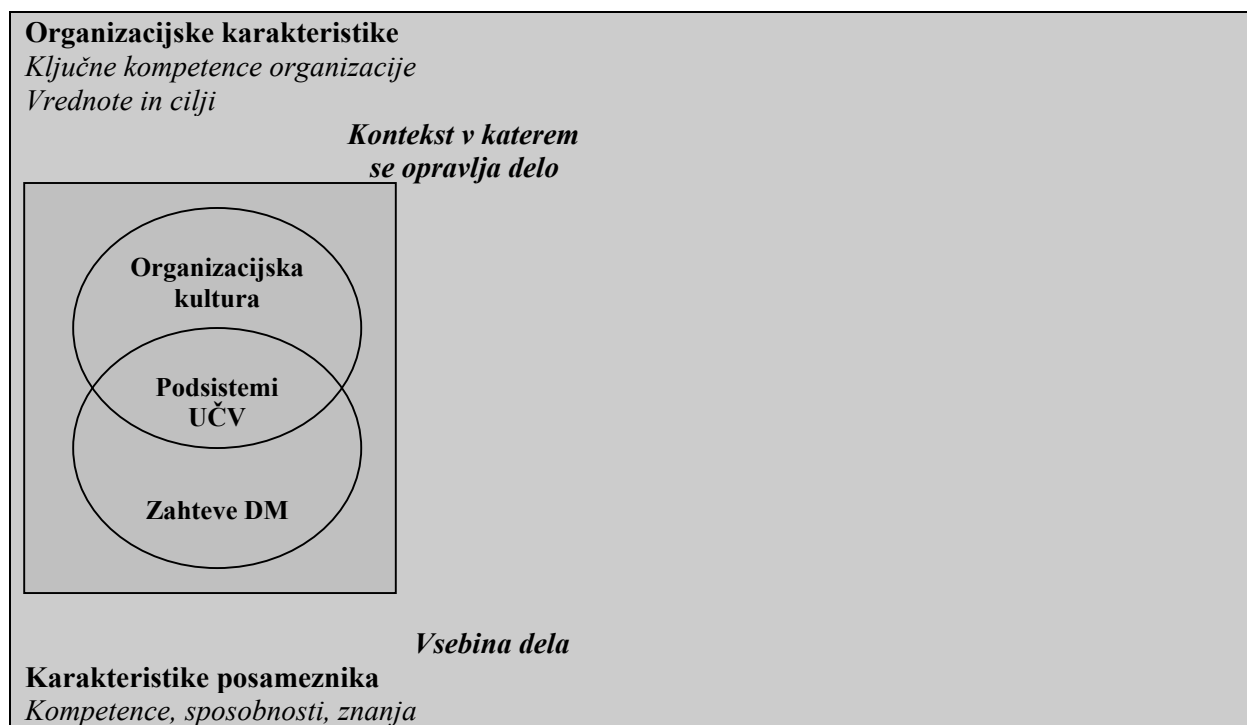 Organizacijske karakteristike
Ključne kompetence organizacije
Vrednote in cilji
Kontekst v katerem
se opravlja delo
Organizacijska
kultura
Podsistemi
UČV
Zahteve DM
Vsebina dela
Karakteristike posameznika
Kompetence, sposobnosti, znanja